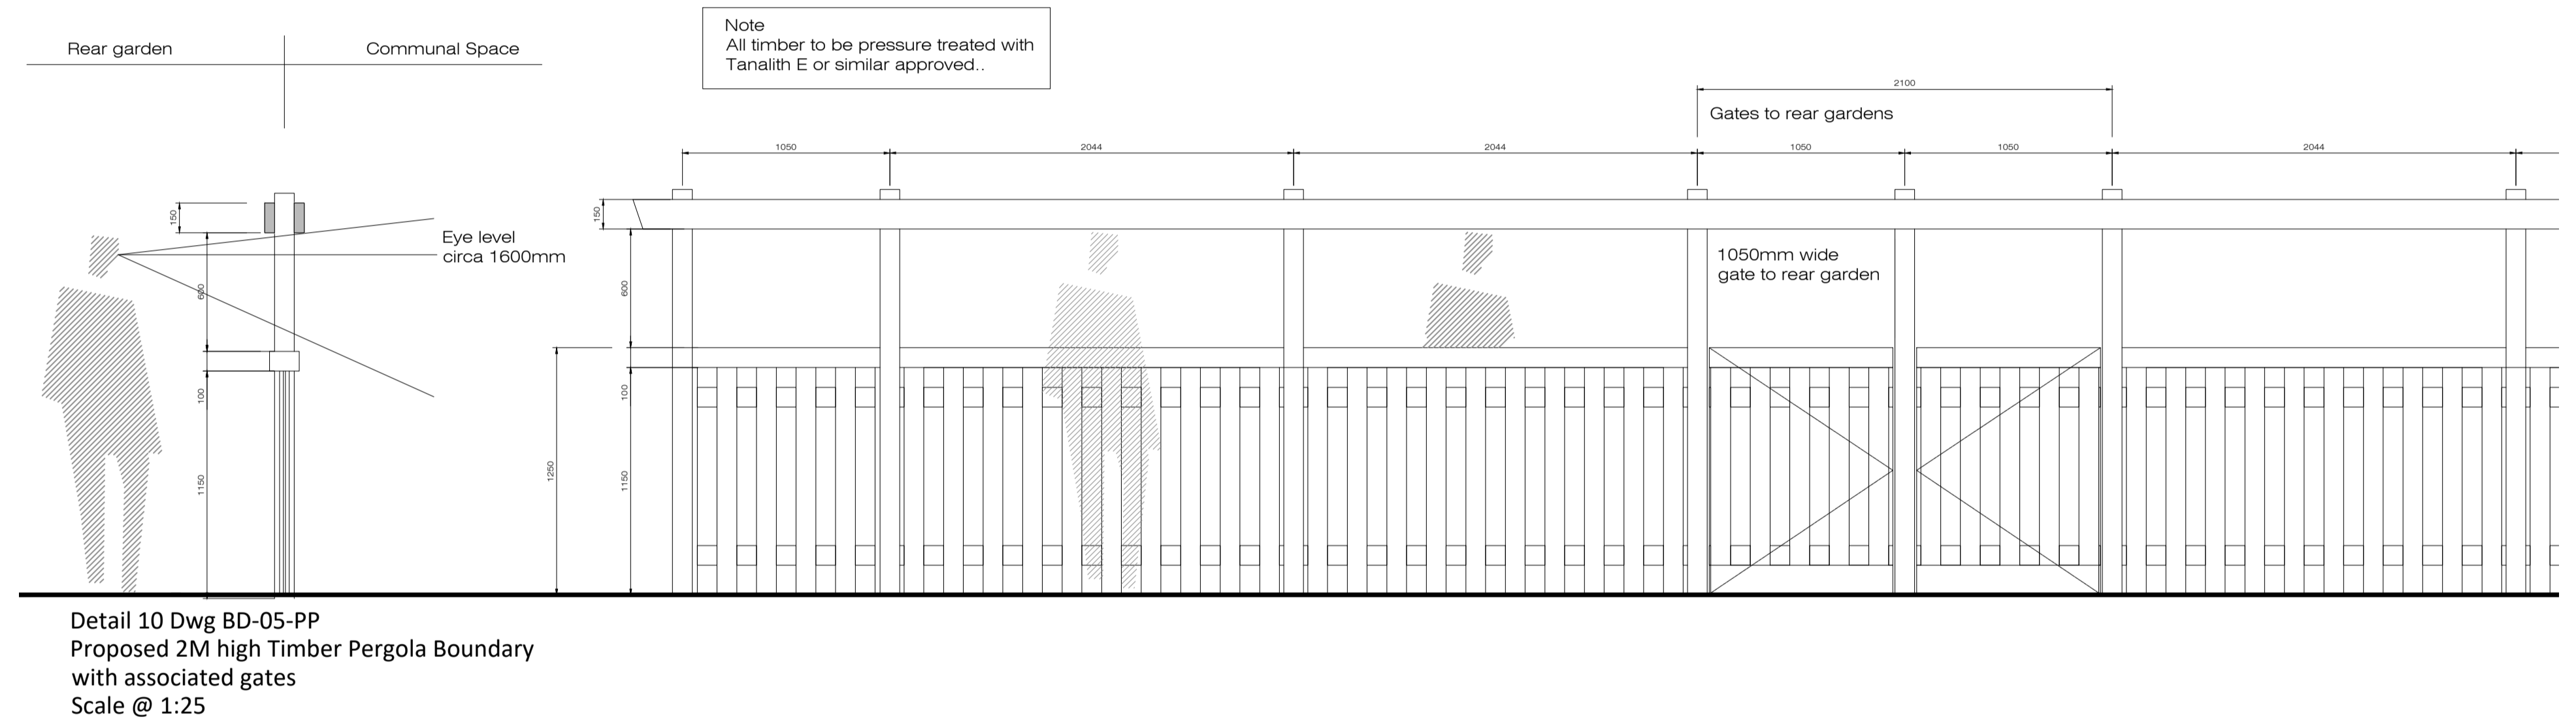 Rear garden
Communal Space
Note
All timber to be pressure treated with
Tanalith E or similar approved..
2100
Gates to rear gardens
1050
2044
2044
1050
1050
2044
150
600
100
1150
Eye level
circa 1600mm
1250
150
600
100
1150
1050mm wide
gate to rear garden
Detail 10 Dwg BD-05-PP
Proposed 2M high Timber Pergola Boundary
with associated gates
Scale @ 1:25